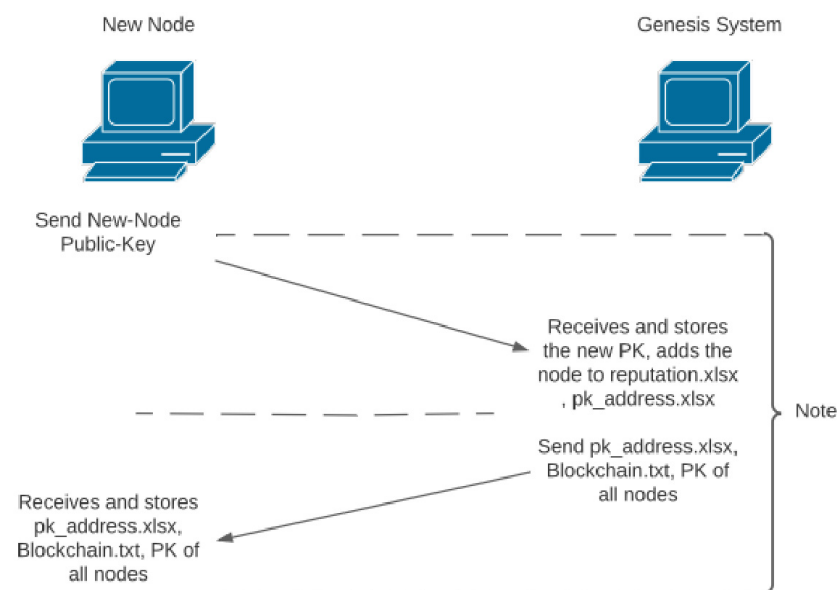 New Node
Genesis System
Send New-Node
Public-Key
Receives and stores
the new PK, adds the
node to reputation.xlsx
, pk_address.xlsx
Note
Send pk_address.xlsx,
Blockchain.txt, PK of
all nodes
Receives and stores
pk_address.xlsx,
Blockchain.txt, PK of
all nodes